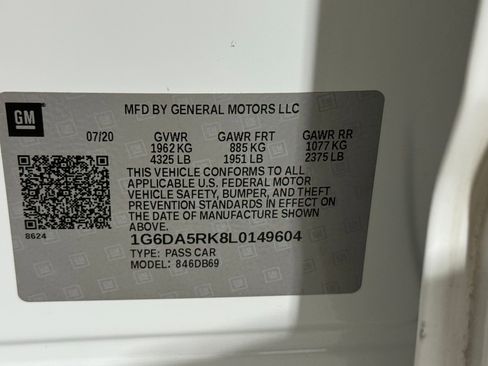 GM
MFD BY GENERAL MOTORS LLC
07/20 GVWR GAWR FRT GAWR RR
1962 KG 885 KG 1077 KG
4325 LB 1951 LB 2375 LB
THIS VEHICLE CONFORMS TO ALL
APPLICABLE U.S. FEDERAL MOTOR
VEHICLE SAFETY, BUMPER, AND THEFT
PREVENTION STANDARDS IN EFFECT ON
THE DATE OF MANUFACTURE SHOWN
ABOVE.
8624
1G6DA5RK8L0149604
TYPE: PASS CAR
MODEL: 846DB69